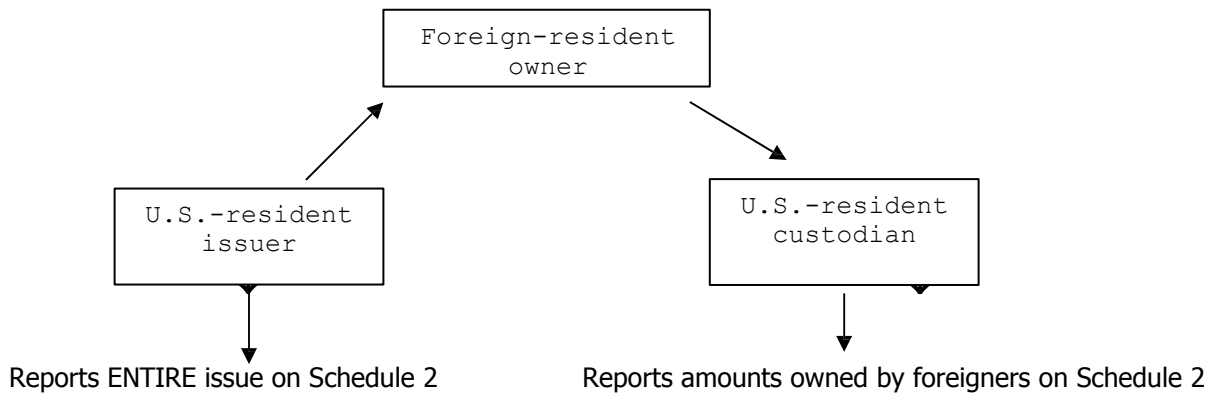 Foreign-resident
owner
U.S.-resident
issuer
U.S.-resident
custodian
Reports ENTIRE issue on Schedule 2
Reports amounts owned by foreigners on Schedule 2